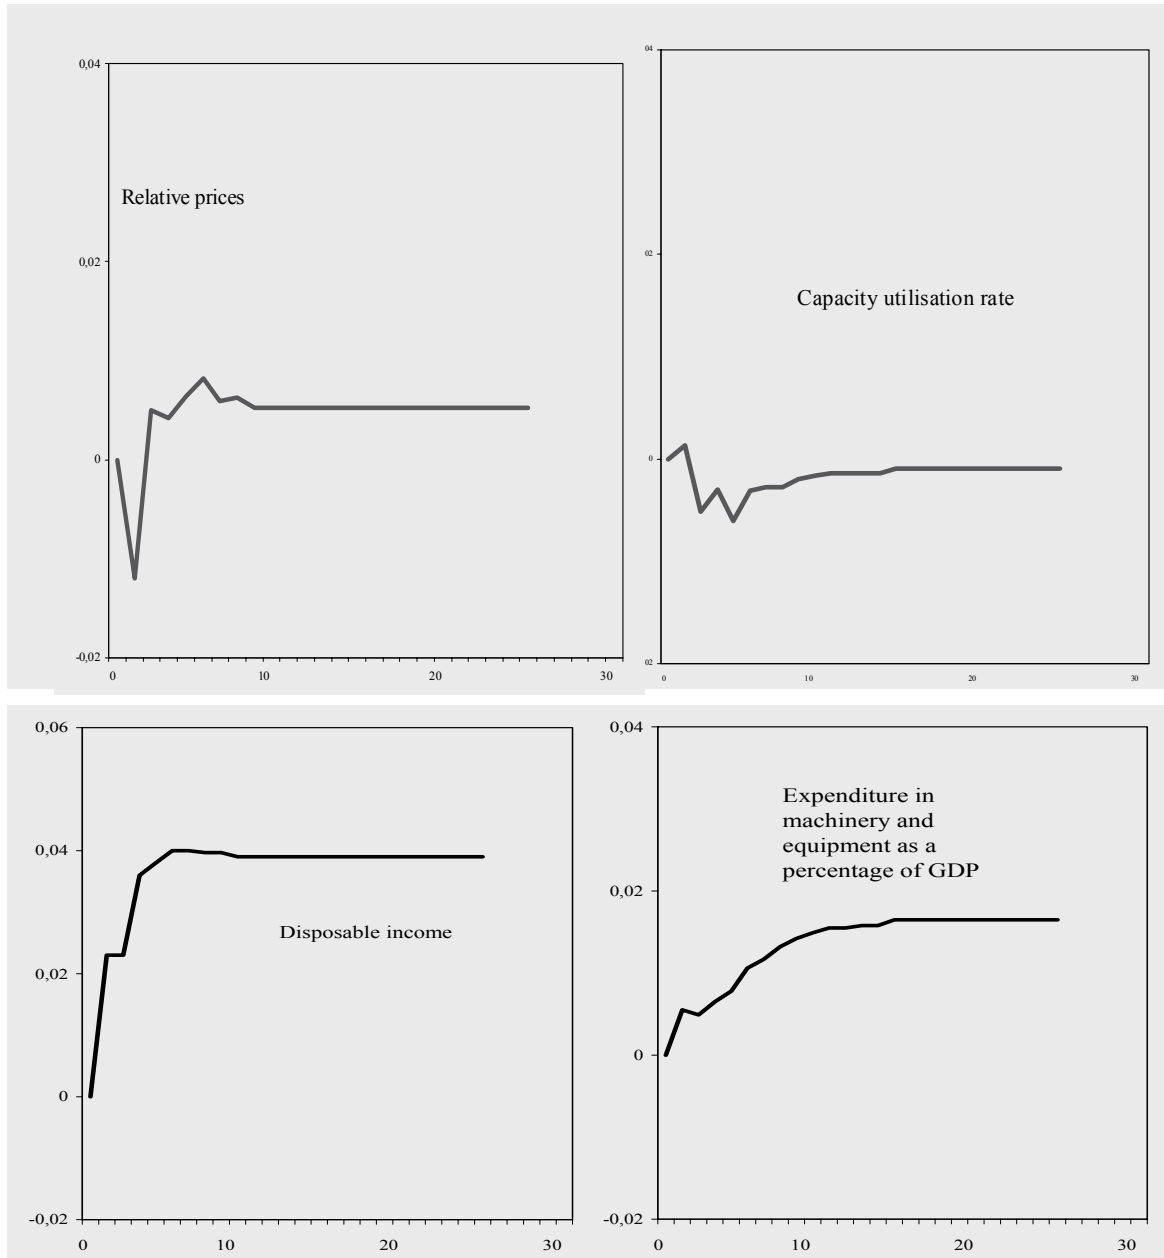 0,04
Relative prices
0,02
0
-0,02
0 10 20 30
04
02
Capacity utilisation rate
0
02
0 10 20 30
0,06
0,04
Disposable income
0,02
0
-0,02
0 10 20 30
0,04
Expenditure in
machinery and
equipment as a
percentage of GDP
0,02
0
-0,02
0 10 20 30